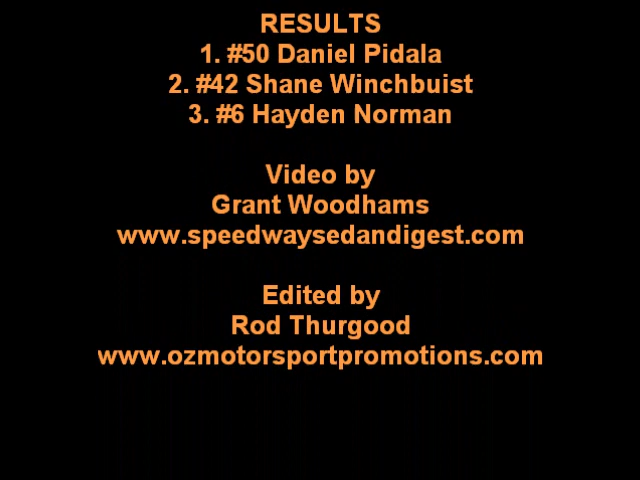 RESULTS
1. #50 Daniel Pidala
2. #42 Shane Winchbuist
3. #6 Hayden Norman
Video by
Grant Woodhams
www.speedwaysedandigest.com
Edited by
Rod Thurgood
www.ozmotorsportpromotions.com